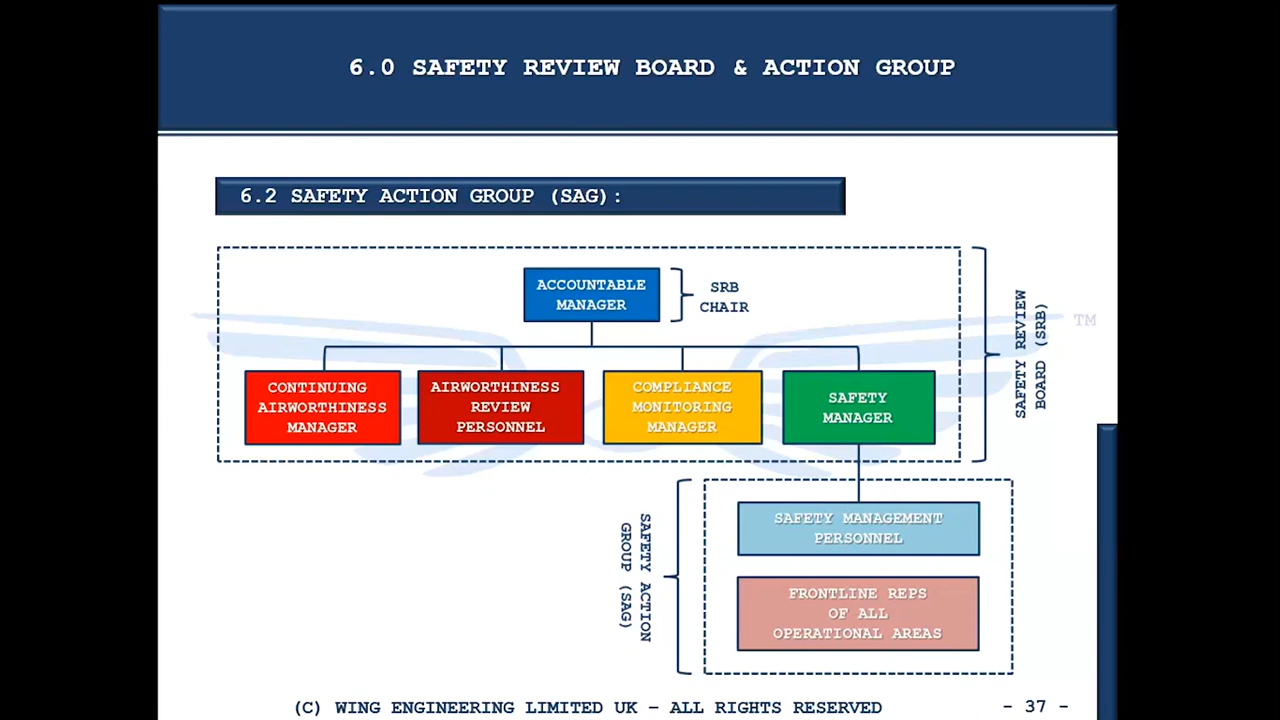 6.0 SAFETY REVIEW BOARD & ACTION GROUP
6.2 SAFETY ACTION GROUP (SAG):
ACCOUNTABLE
MANAGER
SRB
CHAIR
CONTINUING
AIRWORTHINESS
MANAGER
AIRWORTHINESS
REVIEW
PERSONNEL
COMPLIANCE
MONITORING
MANAGER
SAFETY
MANAGER
SAFETY REVIEW
BOARD (SRB)
TM
SAFETY ACTION
GROUP (SAG)
SAFETY MANAGEMENT
PERSONNEL
FRONTLINE REPS
OF ALL
OPERATIONAL AREAS
(C) WING ENGINEERING LIMITED UK – ALL RIGHTS RESERVED
- 37 -